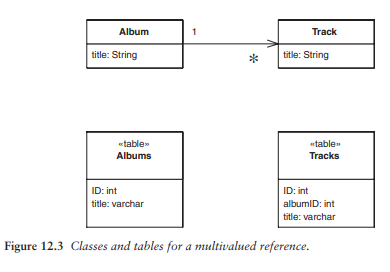 Album
1
Track
title: String
*
title: String
«table»
Albums
«table»
Tracks
ID: int
title: varchar
ID: int
albumID: int
title: varchar
Figure 12.3 Classes and tables for a multivalued reference.